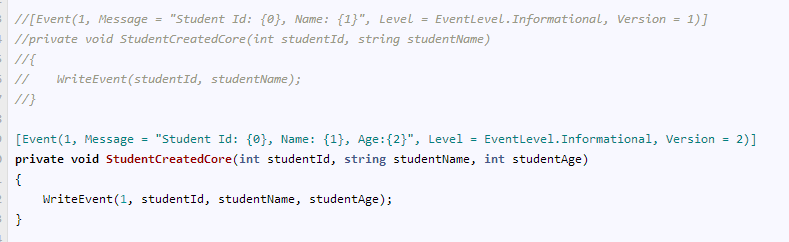 //[Event(1, Message = "Student Id: {0}, Name: {1}", Level = EventLevel.Informational, Version = 1)]
//private void StudentCreatedCore(int studentId, string studentName)
//{
//    WriteEvent(studentId, studentName);
//}
[Event(1, Message = "Student Id: {0}, Name: {1}, Age:{2}", Level = EventLevel.Informational, Version = 2)]
private void StudentCreatedCore(int studentId, string studentName, int studentAge)
{
    WriteEvent(1, studentId, studentName, studentAge);
}